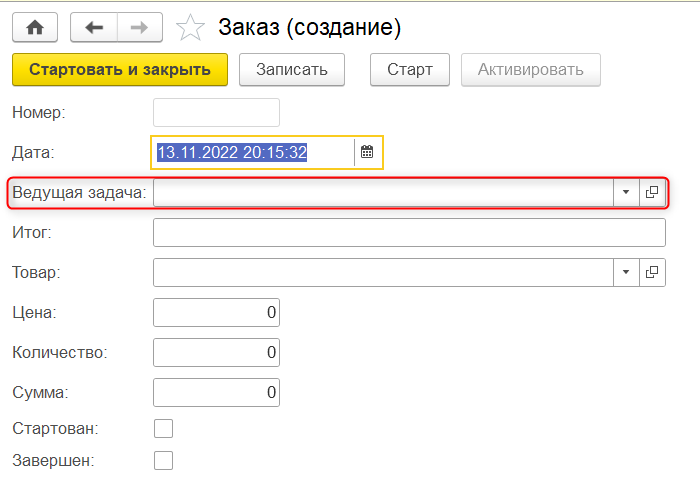 Заказ (создание)
Стартовать и закрыть Записать Старт Активировать
Номер:
Дата: 13.11.2022 20:15:32
Ведущая задача:
Итог:
Товар:
Цена: 0
Количество: 0
Сумма: 0
Стартован:
Завершен: